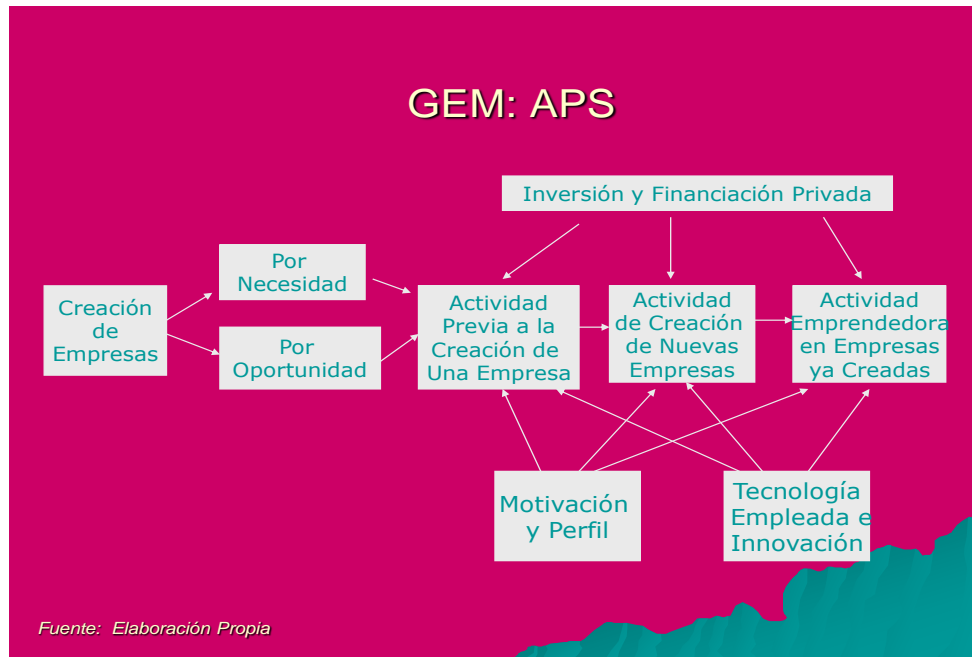 GEM: APS
Inversión y Financiación Privada
Por
Necesidad
Creación
de
Empresas
Por
Oportunidad
Actividad
Previa a la
Creación de
Una Empresa
Actividad
de Creación
de Nuevas
Empresas
Actividad
Emprendedora
en Empresas
ya Creadas
Motivación
y Perfil
Tecnología
Empleada e
Innovación
Fuente: Elaboración Propia